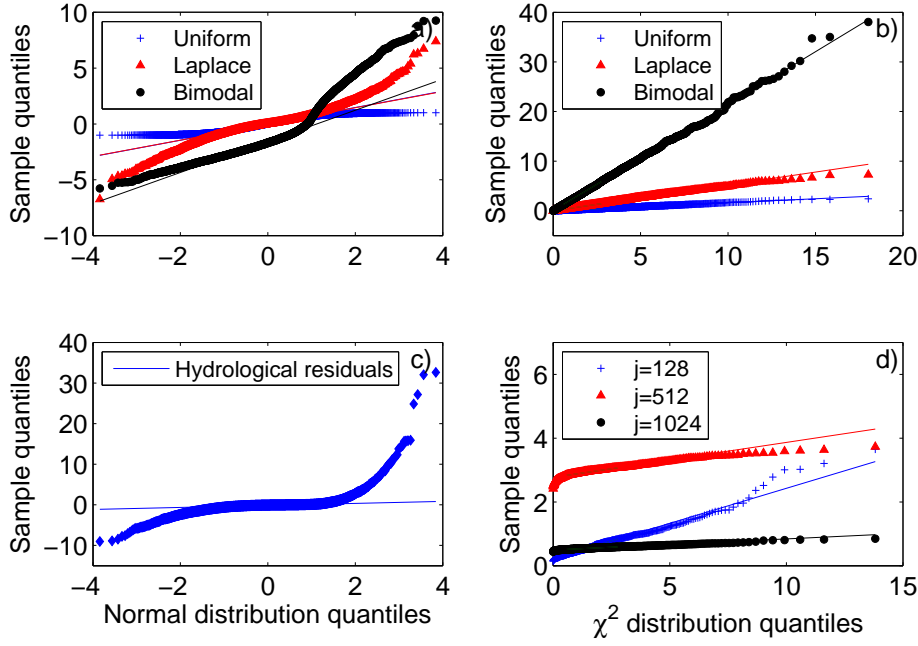 10
5
0
−5
−10
−4
−2
0
2
4
Sample quantiles
a)
Uniform
Laplace
Bimodal
40
30
20
10
0
−10
0
5
10
15
20
Sample quantiles
b)
Uniform
Laplace
Bimodal
40
30
20
10
0
−10
−4
−2
0
2
4
Sample quantiles
Normal distribution quantiles
c)
Hydrological residuals
6
4
2
0
0
5
10
15
Sample quantiles
χ² distribution quantiles
d)
j=128
j=512
j=1024